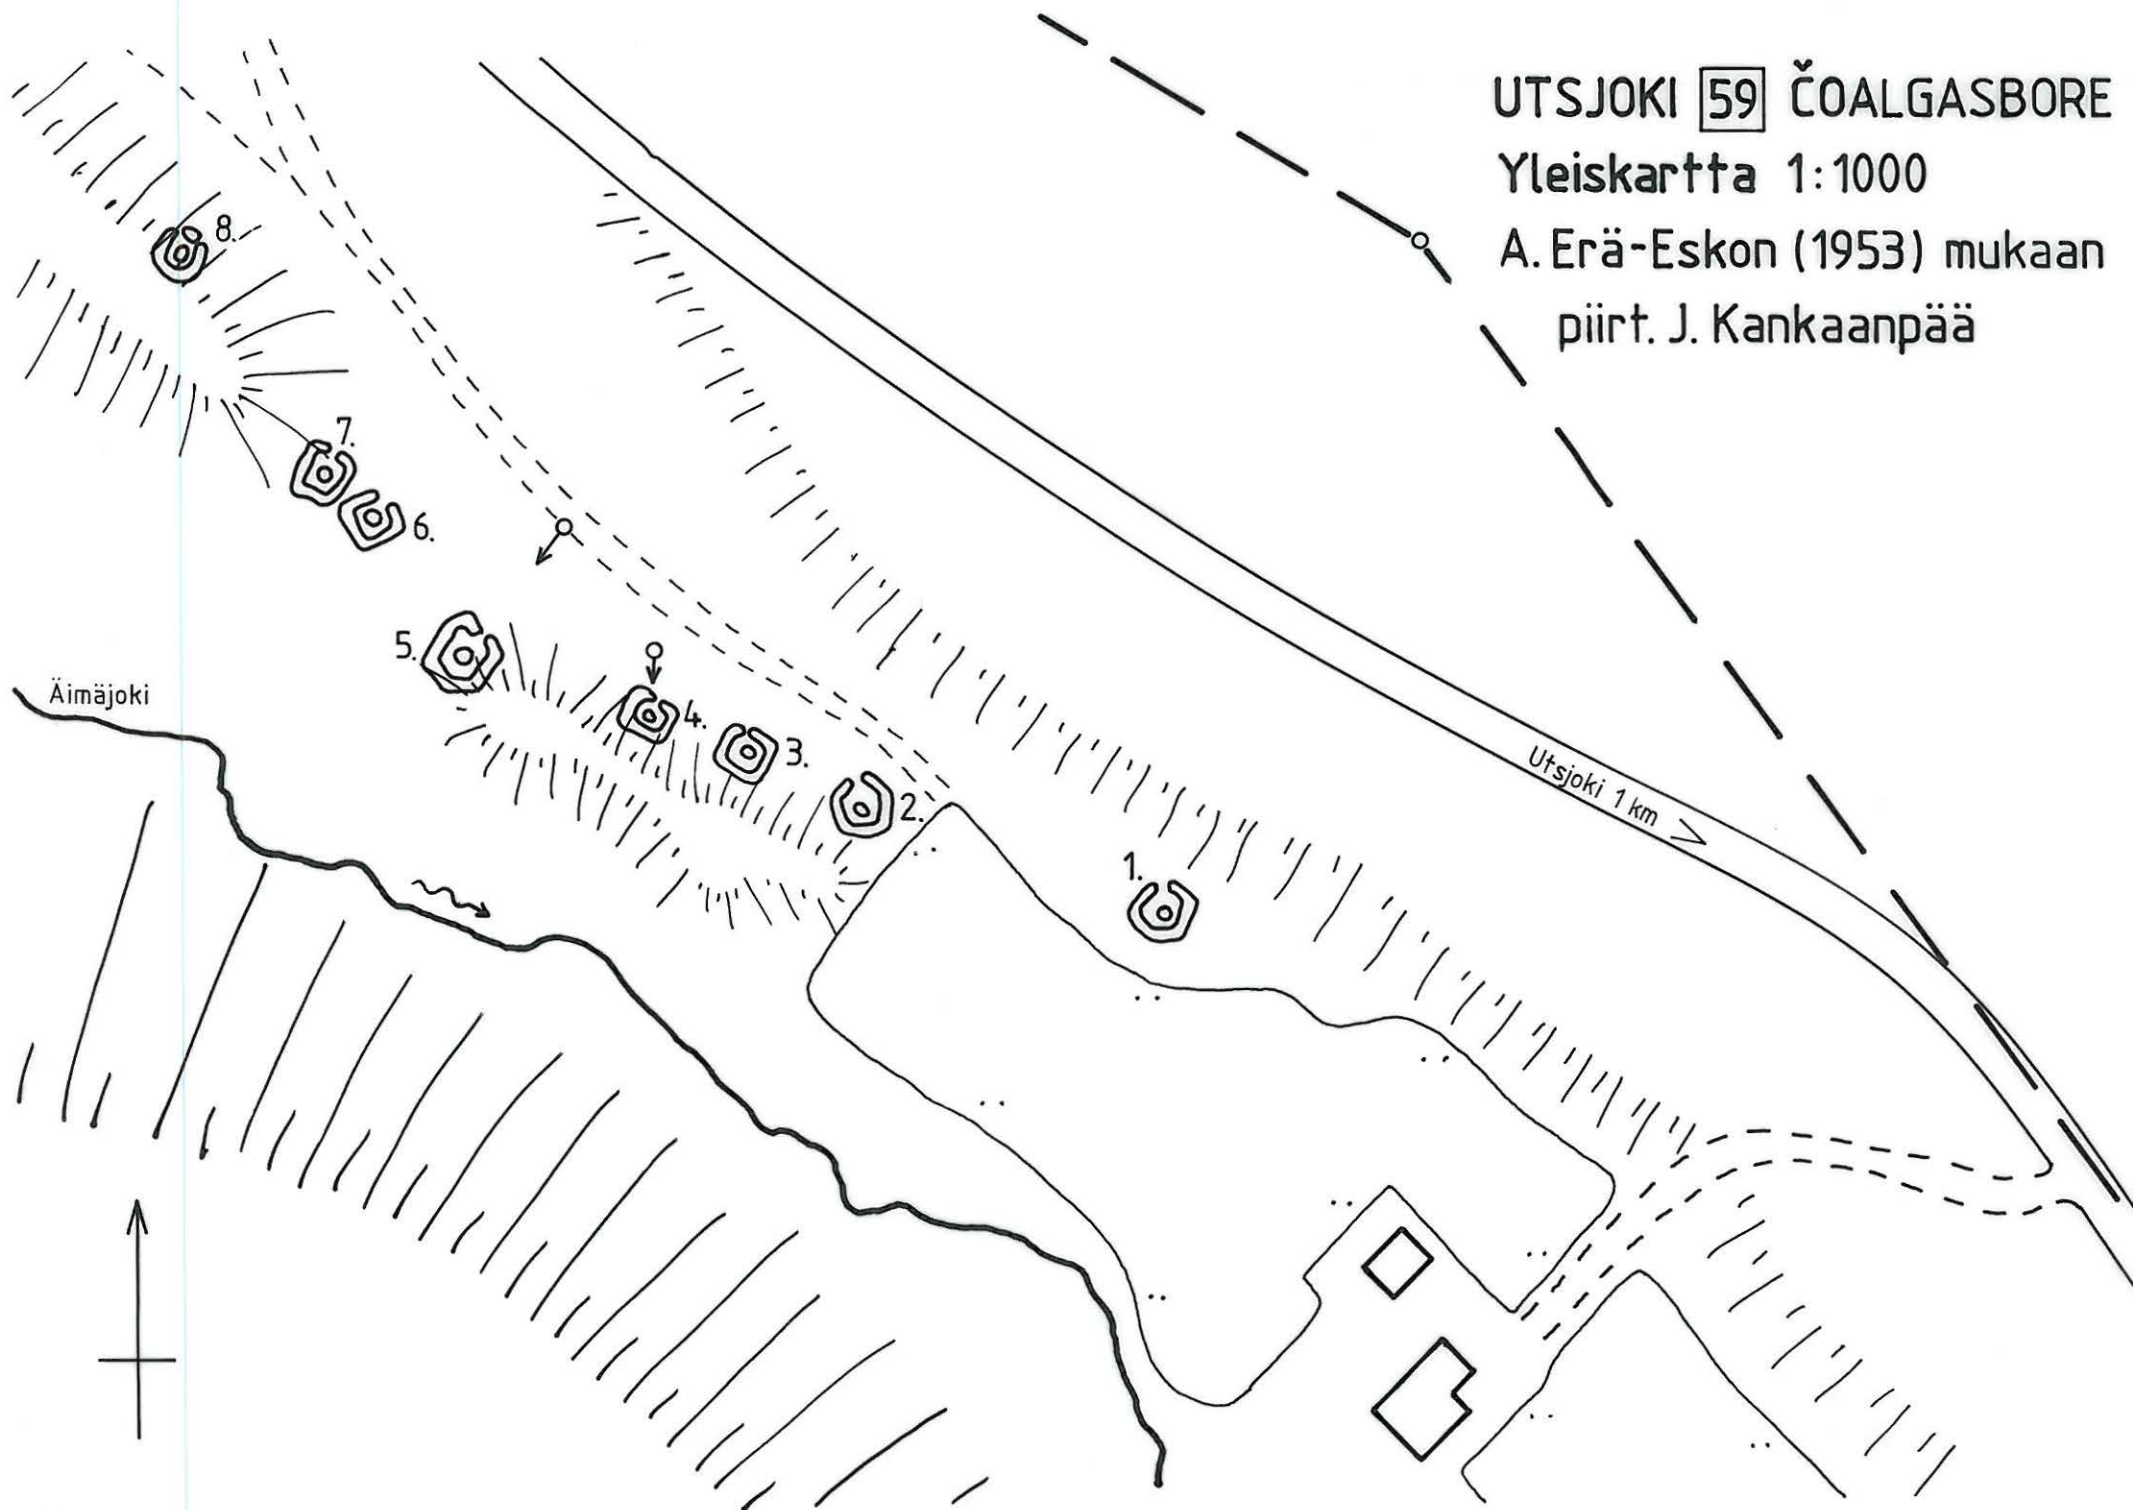 UTSJOKI 59 ČOALGASBORE
Yleiskartta 1:1000
A. Erä-Eskon (1953) mukaan
piirt. J. Kankaanpää
8.
7.
6.
5.
4.
3.
2.
1.
Äimäjoki
Utsjoki 1 km